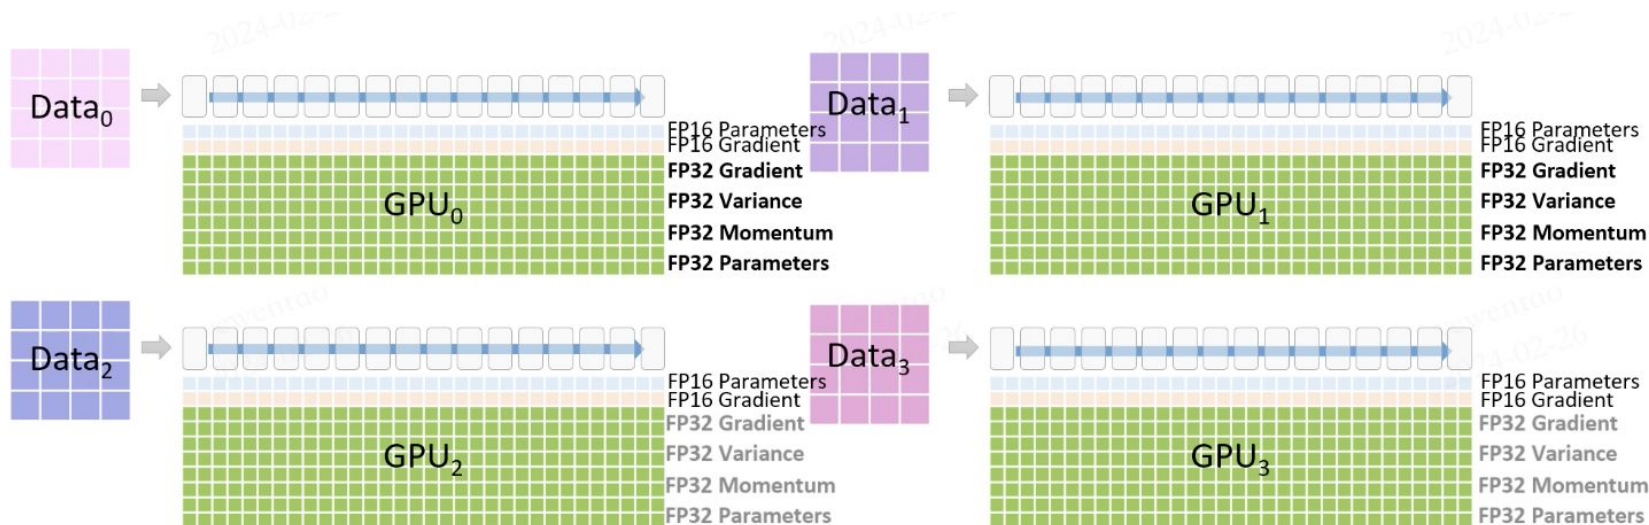 Data0
FP16 Parameters
FP16 Gradient
FP32 Gradient
FP32 Variance
FP32 Momentum
FP32 Parameters
GPU0
Data1
FP16 Parameters
FP16 Gradient
FP32 Gradient
FP32 Variance
FP32 Momentum
FP32 Parameters
GPU1
Data2
FP16 Parameters
FP16 Gradient
FP32 Gradient
FP32 Variance
FP32 Momentum
FP32 Parameters
GPU2
Data3
FP16 Parameters
FP16 Gradient
FP32 Gradient
FP32 Variance
FP32 Momentum
FP32 Parameters
GPU3